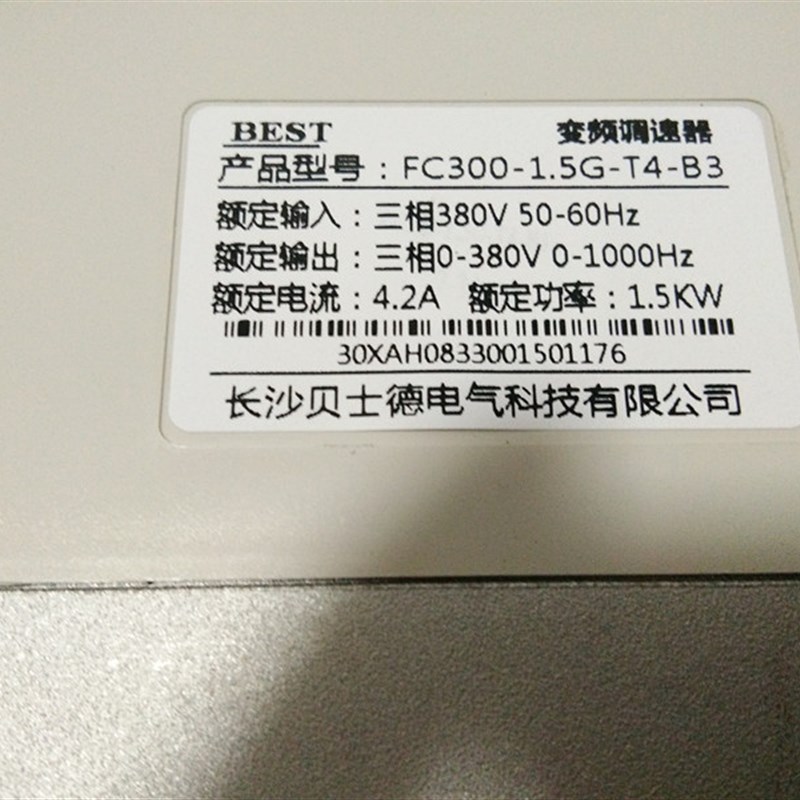 BEST 变频调速器
产品型号：FC300-1.5G-T4-B3
额定输入：三相380V 50-60Hz
额定输出：三相0-380V 0-1000Hz
额定电流：4.2A 额定功率：1.5KW
30XAH0833001501176
长沙贝士德电气科技有限公司